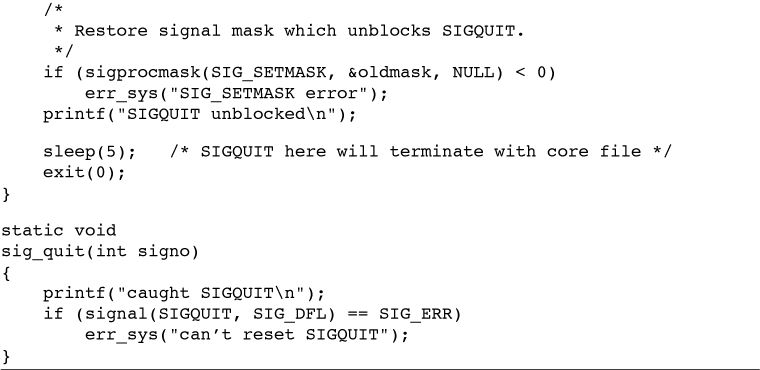 /*
 * Restore signal mask which unblocks SIGQUIT.
 */
if (sigprocmask(SIG_SETMASK, &oldmask, NULL) < 0)
    err_sys("SIG_SETMASK error");
printf("SIGQUIT unblocked\n");
sleep(5);   /* SIGQUIT here will terminate with core file */
exit(0);
}
static void
sig_quit(int signo)
{
    printf("caught SIGQUIT\n");
    if (signal(SIGQUIT, SIG_DFL) == SIG_ERR)
        err_sys("can’t reset SIGQUIT");
}